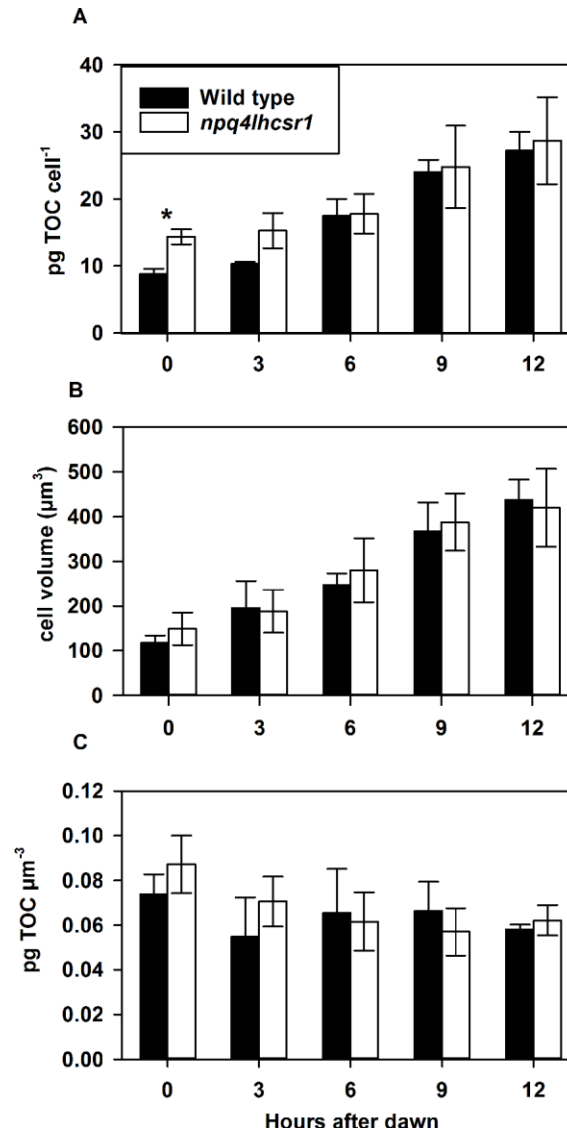 A
40
30
20
10
0
pg TOC cell⁻¹
Wild type
npq4lhcsr1
*
0 3 6 9 12
B
600
500
400
300
200
100
0
cell volume (µm³)
0 3 6 9 12
C
0.12
0.10
0.08
0.06
0.04
0.02
0.00
pg TOC µm⁻³
0 3 6 9 12
Hours after dawn